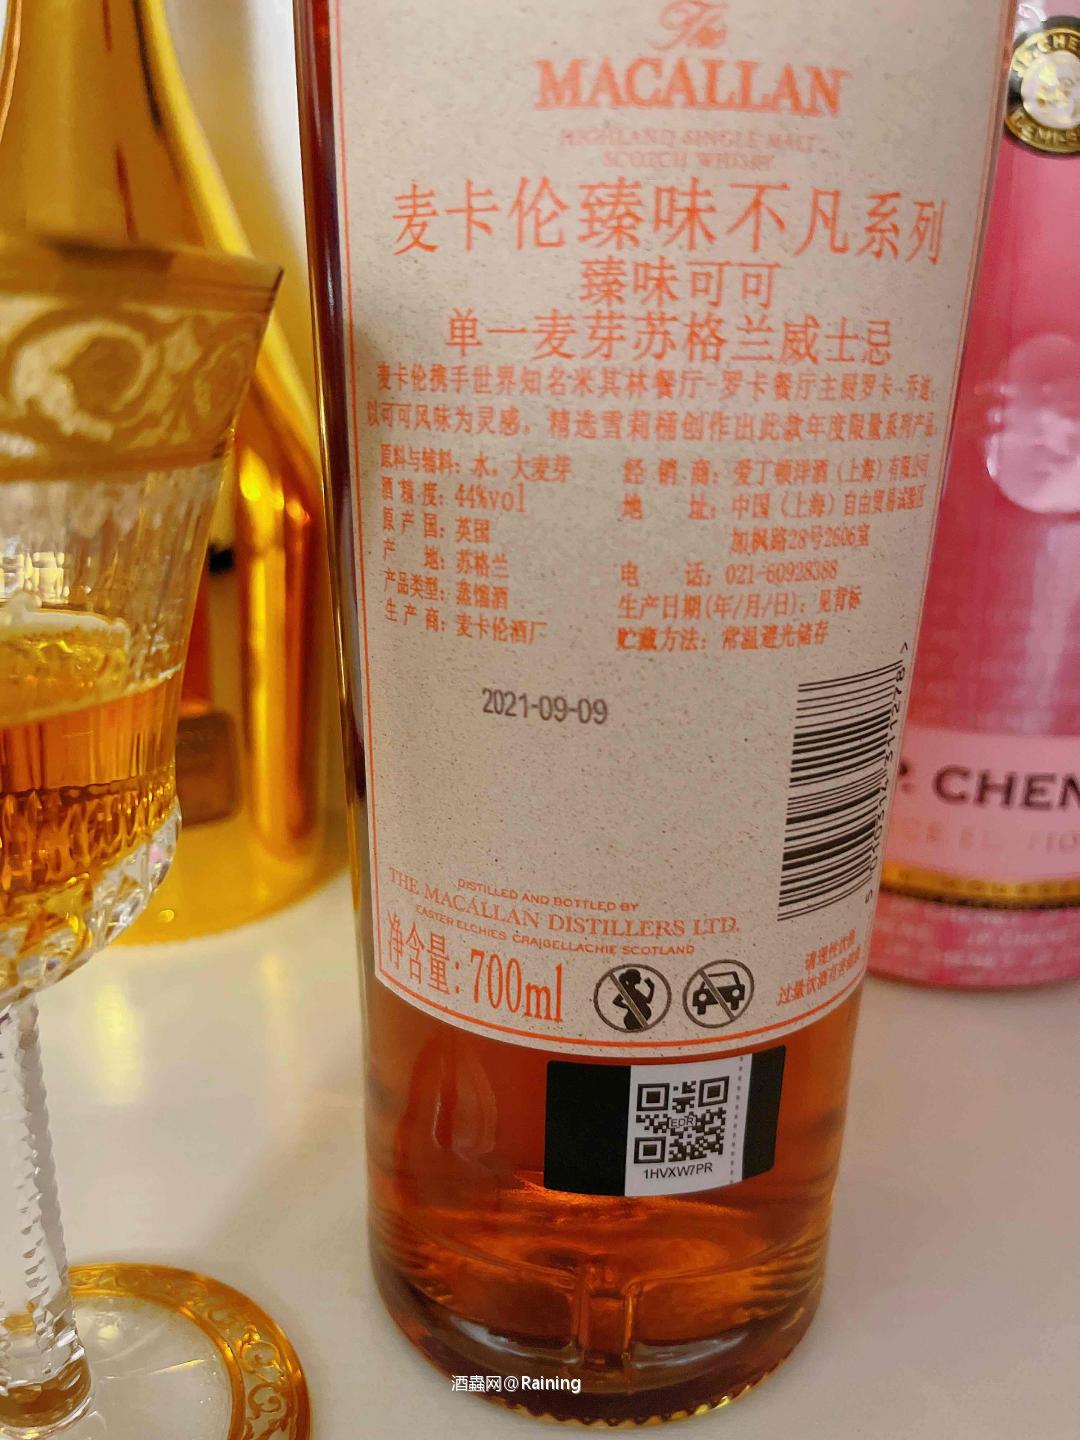 The
MACALLAN
HIGHLAND SINGLE MALT
SCOTCH WHISKY
麦卡伦臻味不凡系列
臻味可可
单一麦芽苏格兰威士忌
麦卡伦携手世界知名米其林餐厅-罗卡餐厅主厨罗卡·乔迪,
以可可风味为灵感，精选雪莉桶创作出此款年度限量系列产品。
原料与辅料：水，大麦芽
酒精度：44%vol
原产国：英国
产地：苏格兰
产品类型：蒸馏酒
生产商：麦卡伦酒厂
经销商：爱丁顿洋酒（上海）有限公司
地址：中国（上海）自由贸易试验区
加枫路28号2606室
电话：021-60928388
生产日期(年/月/日)：见背标
贮藏方法：常温避光储存
2021-09-09
5 010314 311278 >
DISTILLED AND BOTTLED BY
THE MACALLAN DISTILLERS LTD.
EASTER ELCHIES CRAIGELLACHIE SCOTLAND
净含量：700ml
请理性饮酒
过量饮酒有害健康
EDR
1HVXW7PR
CHEN
酒蟲网@Raining